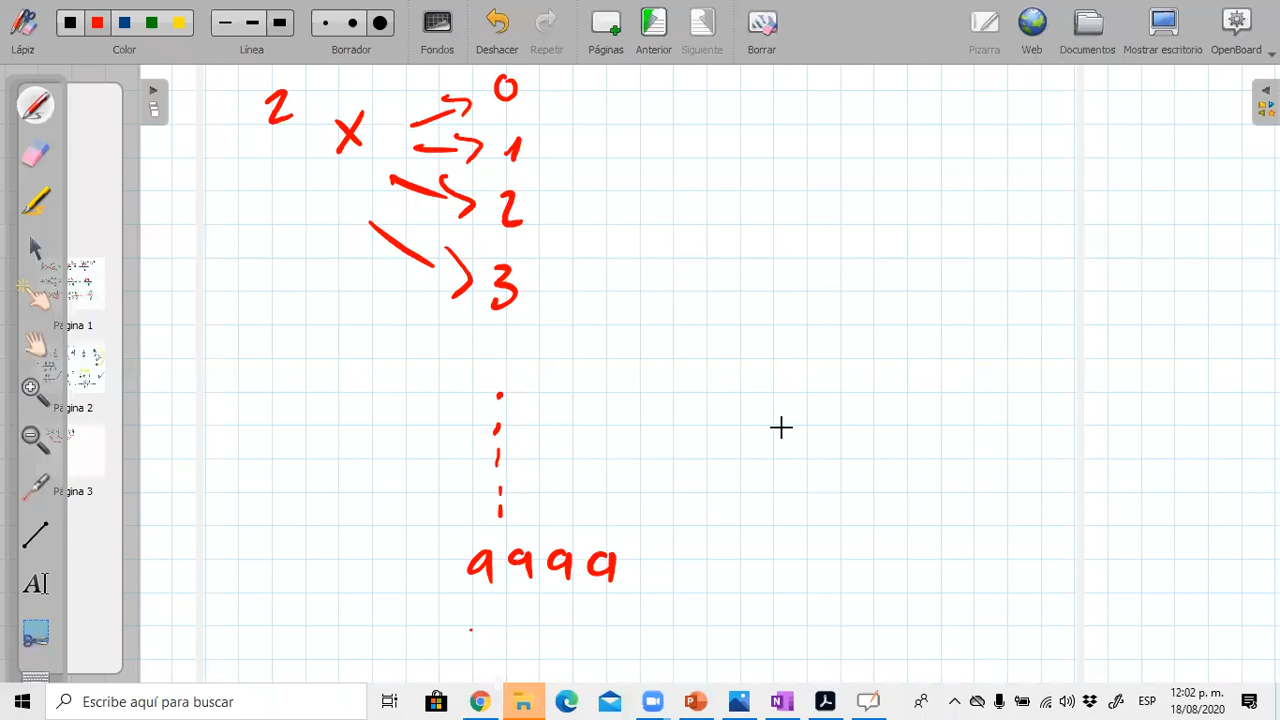 Lápiz Color Línea Borrador Fondos Deshacer Repetir Páginas Anterior Siguiente Borrar Pizarra Web Documentos Mostrar escritorio OpenBoard
2 X 0
1
2
3
9999
Página 1
Página 2
Página 3
A
Escribe aquí para buscar
ESP
12:02 p. m.
18/08/2020